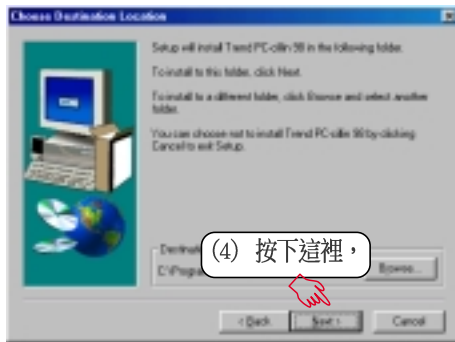 Choose Destination Location
Setup will install Trend PC-cillin 98 in the following folder.
To install to this folder, click Next.
To install to a different folder, click Browse and select another
folder.
You can choose not to install Trend PC-cillin 98 by clicking
Cancel to exit Setup.
(4) 按下這裡，
C:\Progra
Browse...
< Back
Next >
Cancel